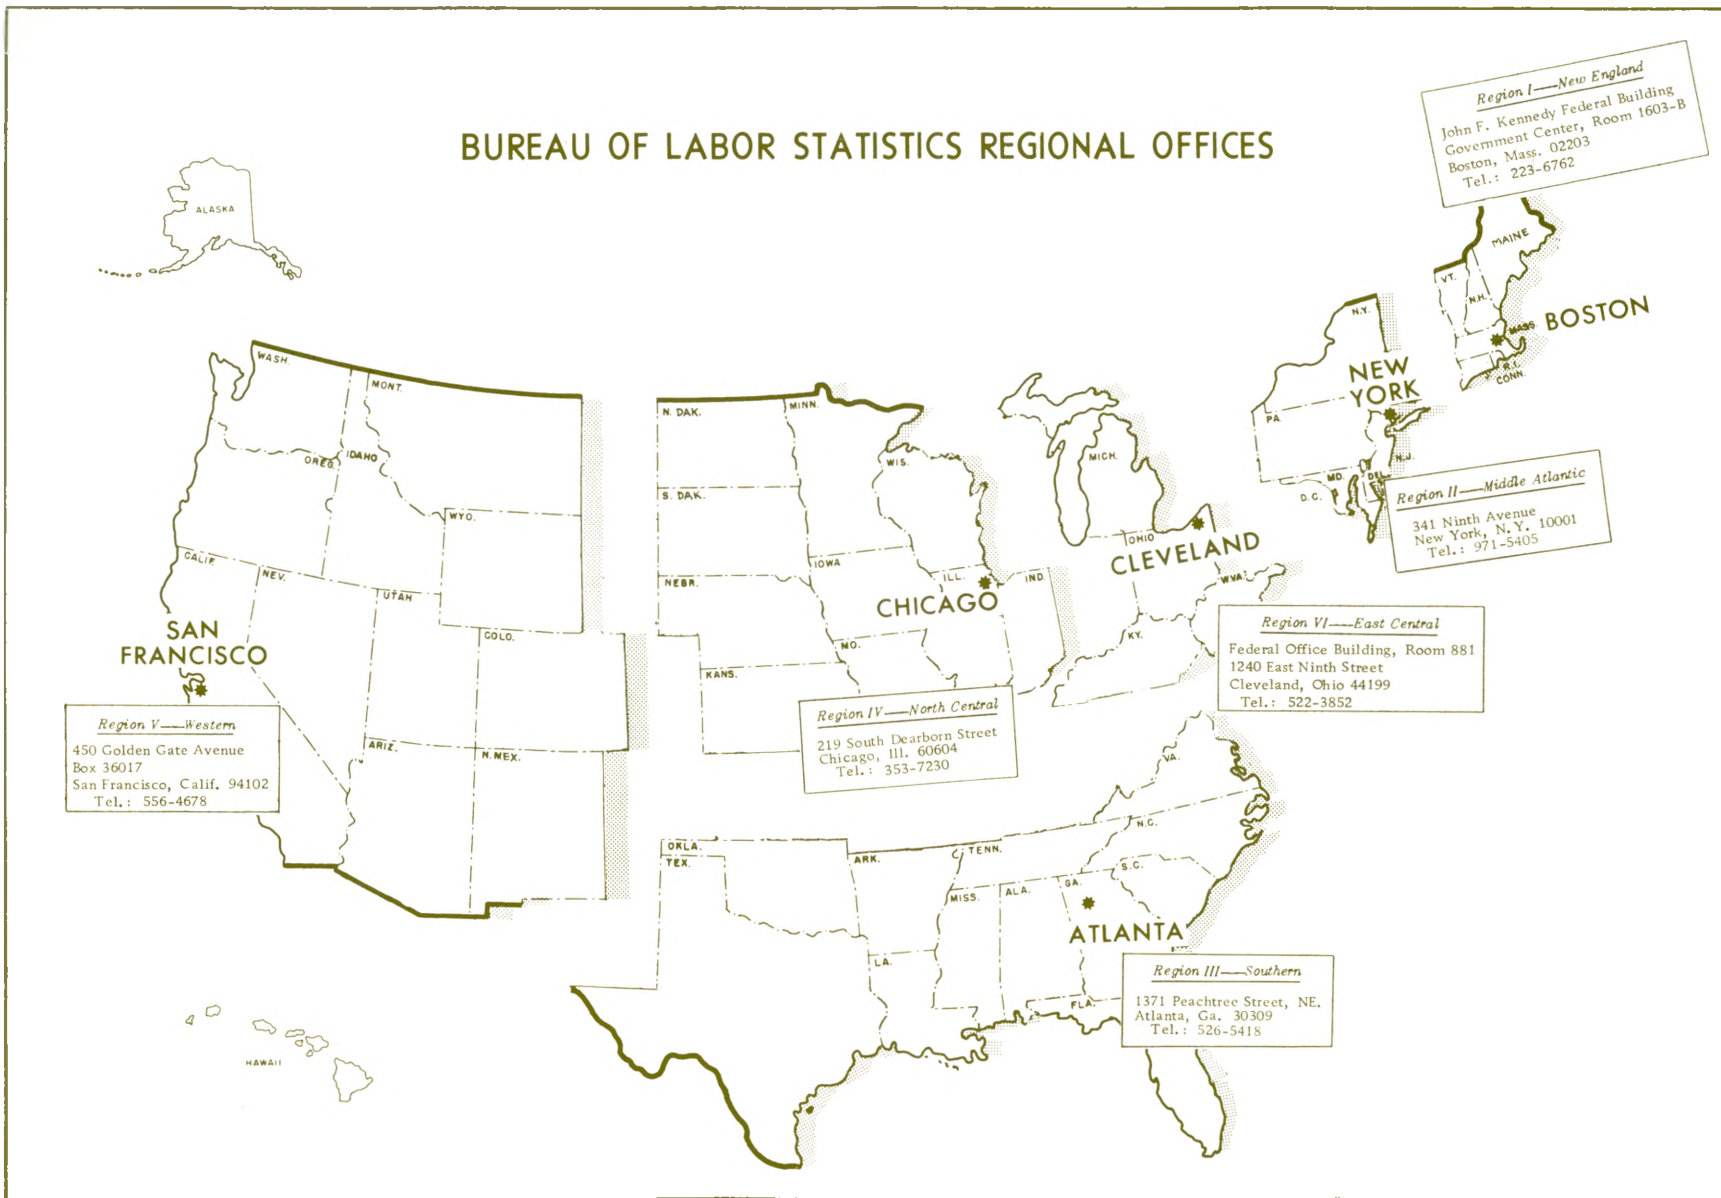 BUREAU OF LABOR STATISTICS REGIONAL OFFICES
Region I—New England
John F. Kennedy Federal Building
Government Center, Room 1603-B
Boston, Mass. 02203
Tel.: 223-6762
ALASKA
MAINE
VT.
N.H.
MASS.
BOSTON
R.I.
CONN.
N.Y.
NEW
YORK
PA.
N.J.
MD.
DEL.
D.C.
Region II—Middle Atlantic
341 Ninth Avenue
New York, N.Y. 10001
Tel.: 971-5405
WASH.
MONT.
OREG.
IDAHO
WYO.
CALIF.
NEV.
UTAH
COLO.
ARIZ.
N.MEX.
SAN
FRANCISCO
Region V—Western
450 Golden Gate Avenue
Box 36017
San Francisco, Calif. 94102
Tel.: 556-4678
N. DAK.
MINN.
WIS.
MICH.
S. DAK.
IOWA
NEBR.
ILL.
IND.
CHICAGO
MO.
KANS.
Region IV—North Central
219 South Dearborn Street
Chicago, Ill. 60604
Tel.: 353-7230
OHIO
CLEVELAND
W.VA.
KY.
Region VI—East Central
Federal Office Building, Room 881
1240 East Ninth Street
Cleveland, Ohio 44199
Tel.: 522-3852
VA.
N.C.
OKLA.
TEX.
ARK.
TENN.
S.C.
MISS.
ALA.
GA.
ATLANTA
LA.
FLA.
Region III—Southern
1371 Peachtree Street, NE.
Atlanta, Ga. 30309
Tel.: 526-5418
HAWAII